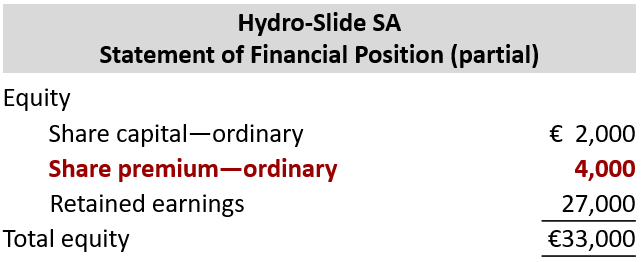 Hydro-Slide SA
Statement of Financial Position (partial)
Equity
Share capital—ordinary € 2,000
Share premium—ordinary 4,000
Retained earnings 27,000
Total equity €33,000